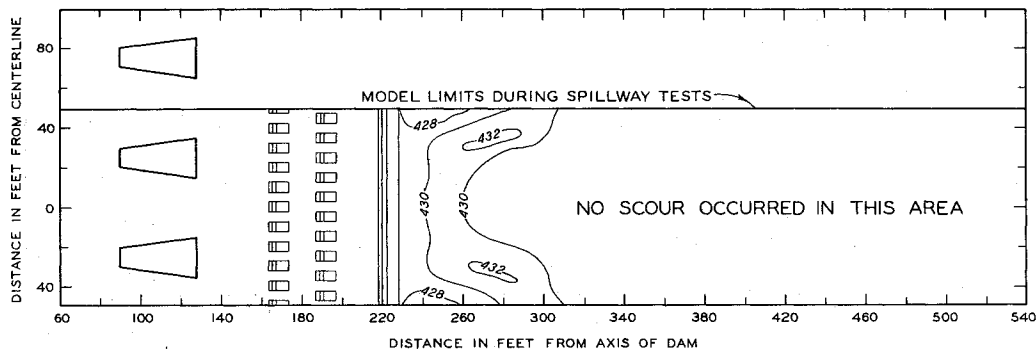 DISTANCE IN FEET FROM CENTERLINE
80
40
0
40
MODEL LIMITS DURING SPILLWAY TESTS
428
432
430
430
432
428
NO SCOUR OCCURRED IN THIS AREA
60 100 140 180 220 260 300 340 380 420 460 500 540
DISTANCE IN FEET FROM AXIS OF DAM